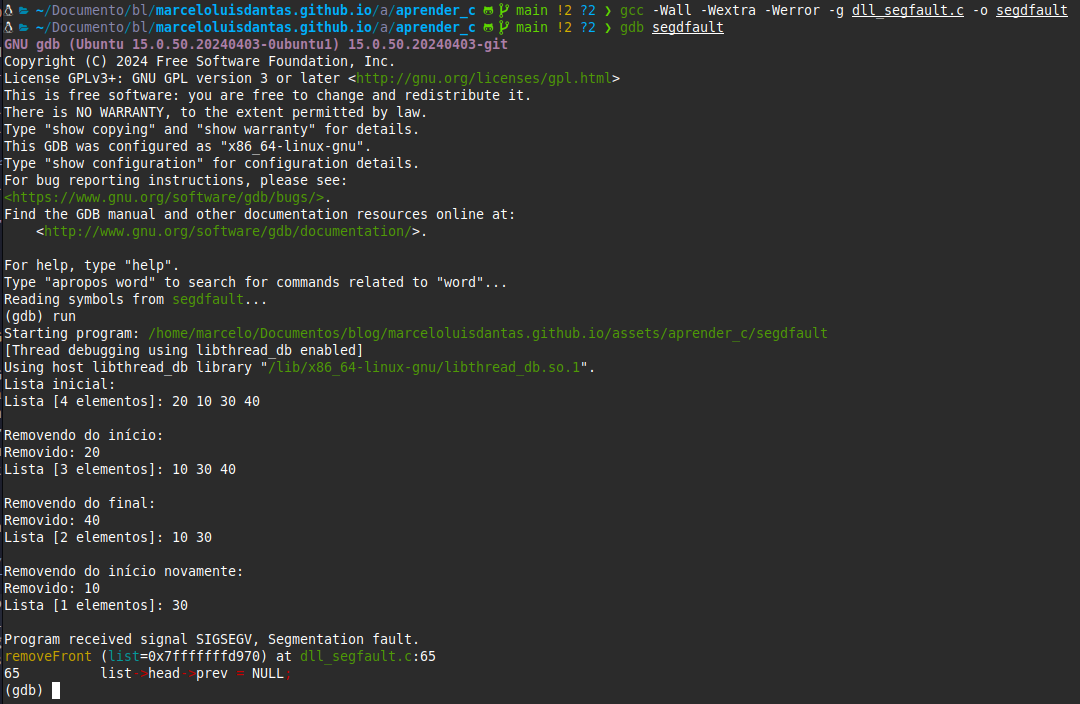 ~/Documento/bl/marceloluisdantas.github.io/a/aprender_c main !2 ?2 ❯ gcc -Wall -Wextra -Werror -g dll_segfault.c -o segdfault
~/Documento/bl/marceloluisdantas.github.io/a/aprender_c main !2 ?2 ❯ gdb segdfault
GNU gdb (Ubuntu 15.0.50.20240403-0ubuntu1) 15.0.50.20240403-git
Copyright (C) 2024 Free Software Foundation, Inc.
License GPLv3+: GNU GPL version 3 or later <http://gnu.org/licenses/gpl.html>
This is free software: you are free to change and redistribute it.
There is NO WARRANTY, to the extent permitted by law.
Type "show copying" and "show warranty" for details.
This GDB was configured as "x86_64-linux-gnu".
Type "show configuration" for configuration details.
For bug reporting instructions, please see:
<https://www.gnu.org/software/gdb/bugs/>.
Find the GDB manual and other documentation resources online at:
    <http://www.gnu.org/software/gdb/documentation/>.

For help, type "help".
Type "apropos word" to search for commands related to "word"...
Reading symbols from segdfault...
(gdb) run
Starting program: /home/marcelo/Documentos/blog/marceloluisdantas.github.io/assets/aprender_c/segdfault
[Thread debugging using libthread_db enabled]
Using host libthread_db library "/lib/x86_64-linux-gnu/libthread_db.so.1".
Lista inicial:
Lista [4 elementos]: 20 10 30 40

Removendo do início:
Removido: 20
Lista [3 elementos]: 10 30 40

Removendo do final:
Removido: 40
Lista [2 elementos]: 10 30

Removendo do início novamente:
Removido: 10
Lista [1 elementos]: 30

Program received signal SIGSEGV, Segmentation fault.
removeFront (list=0x7fffffffd970) at dll_segfault.c:65
65          list->head->prev = NULL;
(gdb)